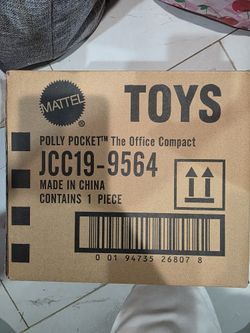 MATTEL
TOYS
POLLY POCKET™ The Office Compact
JCC19-9564
MADE IN CHINA
CONTAINS 1 PIECE
0 01 94735 26807 8